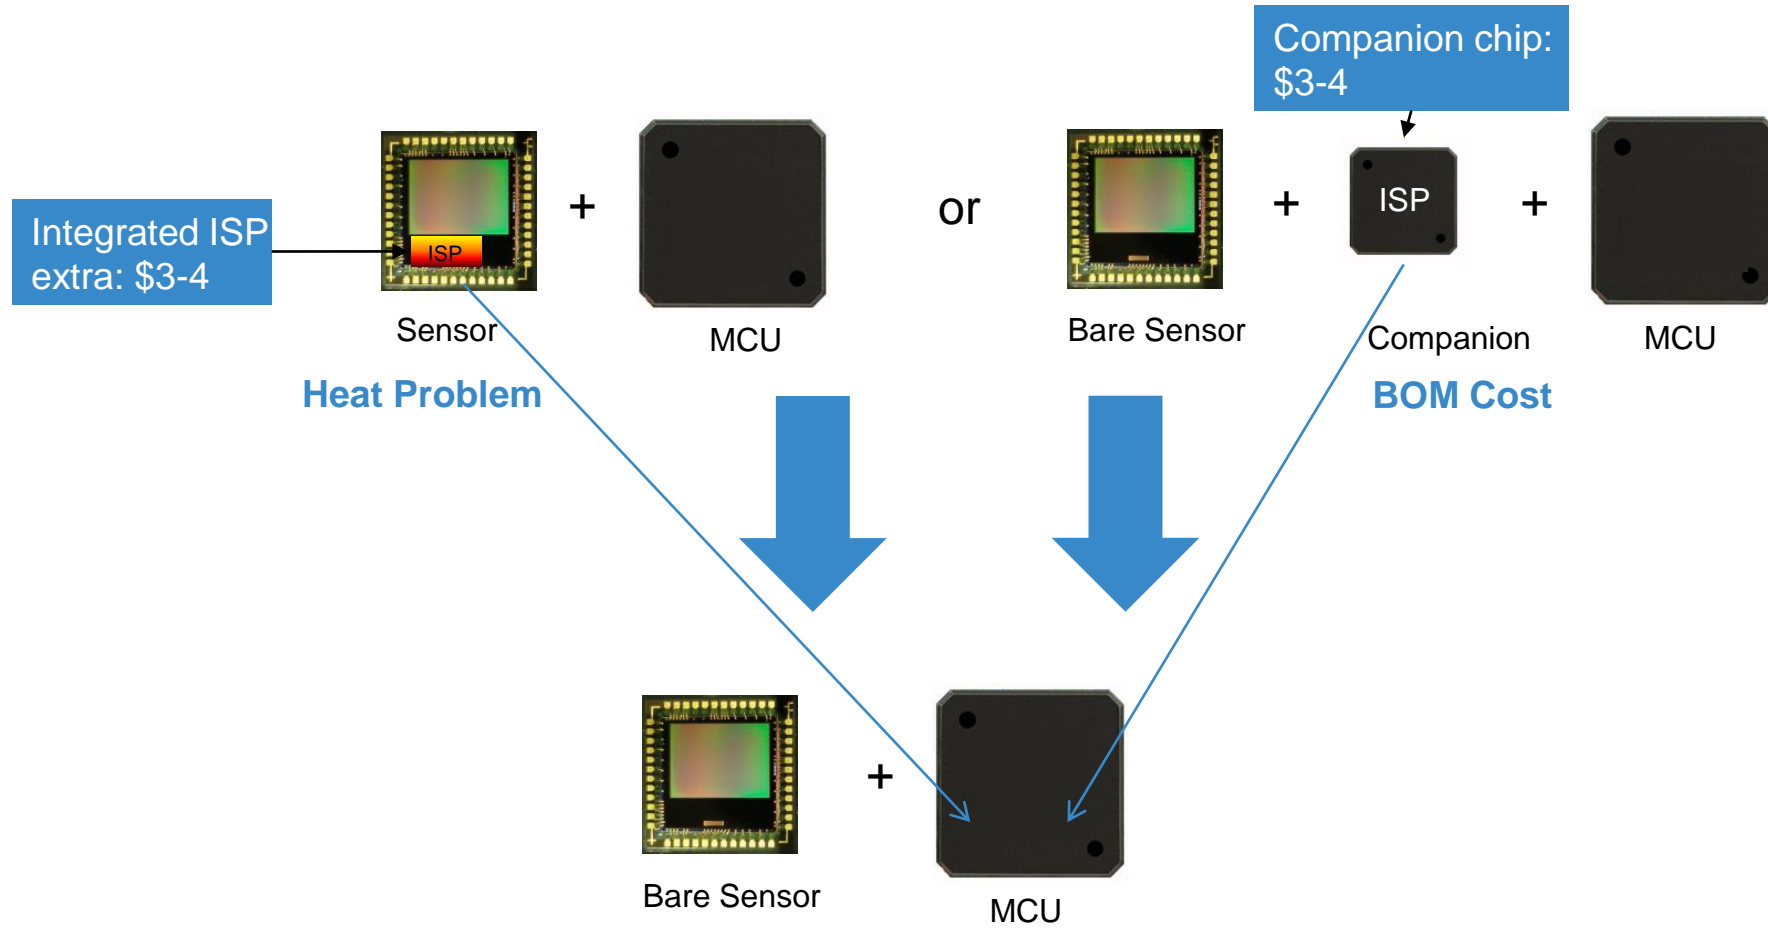 Companion chip:
$3-4
Integrated ISP
extra: $3-4
ISP
+
or
+
ISP
+
Sensor
MCU
Bare Sensor
Companion
MCU
Heat Problem
BOM Cost
+
Bare Sensor
MCU